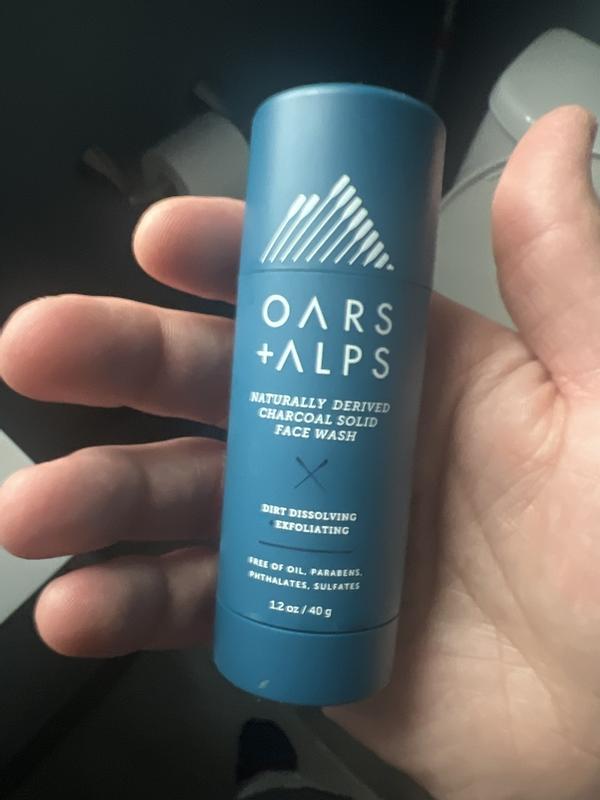 OARS
+ALPS
NATURALLY DERIVED
CHARCOAL SOLID
FACE WASH
DIRT DISSOLVING
+EXFOLIATING
FREE OF OIL, PARABENS,
PHTHALATES, SULFATES
1.2 oz / 40 g